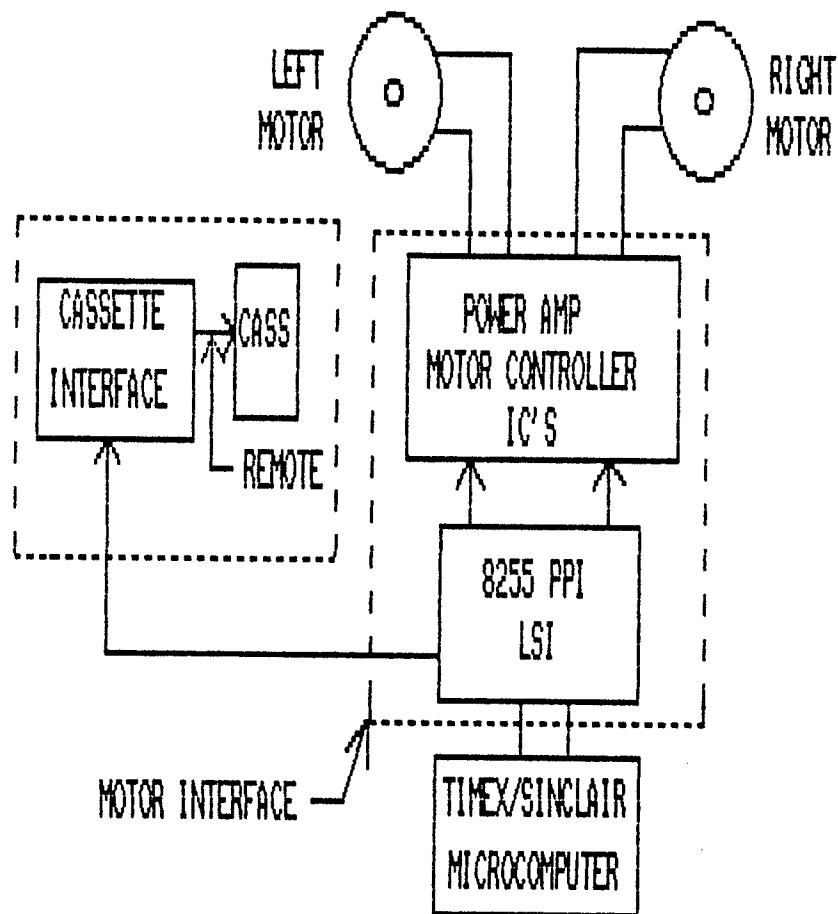 LEFT
MOTOR
RIGHT
MOTOR
CASSETTE
INTERFACE
CASS
REMOTE
POWER AMP
MOTOR CONTROLLER
IC'S
8255 PPI
LSI
MOTOR INTERFACE
TIMEX/SINCLAIR
MICROCOMPUTER